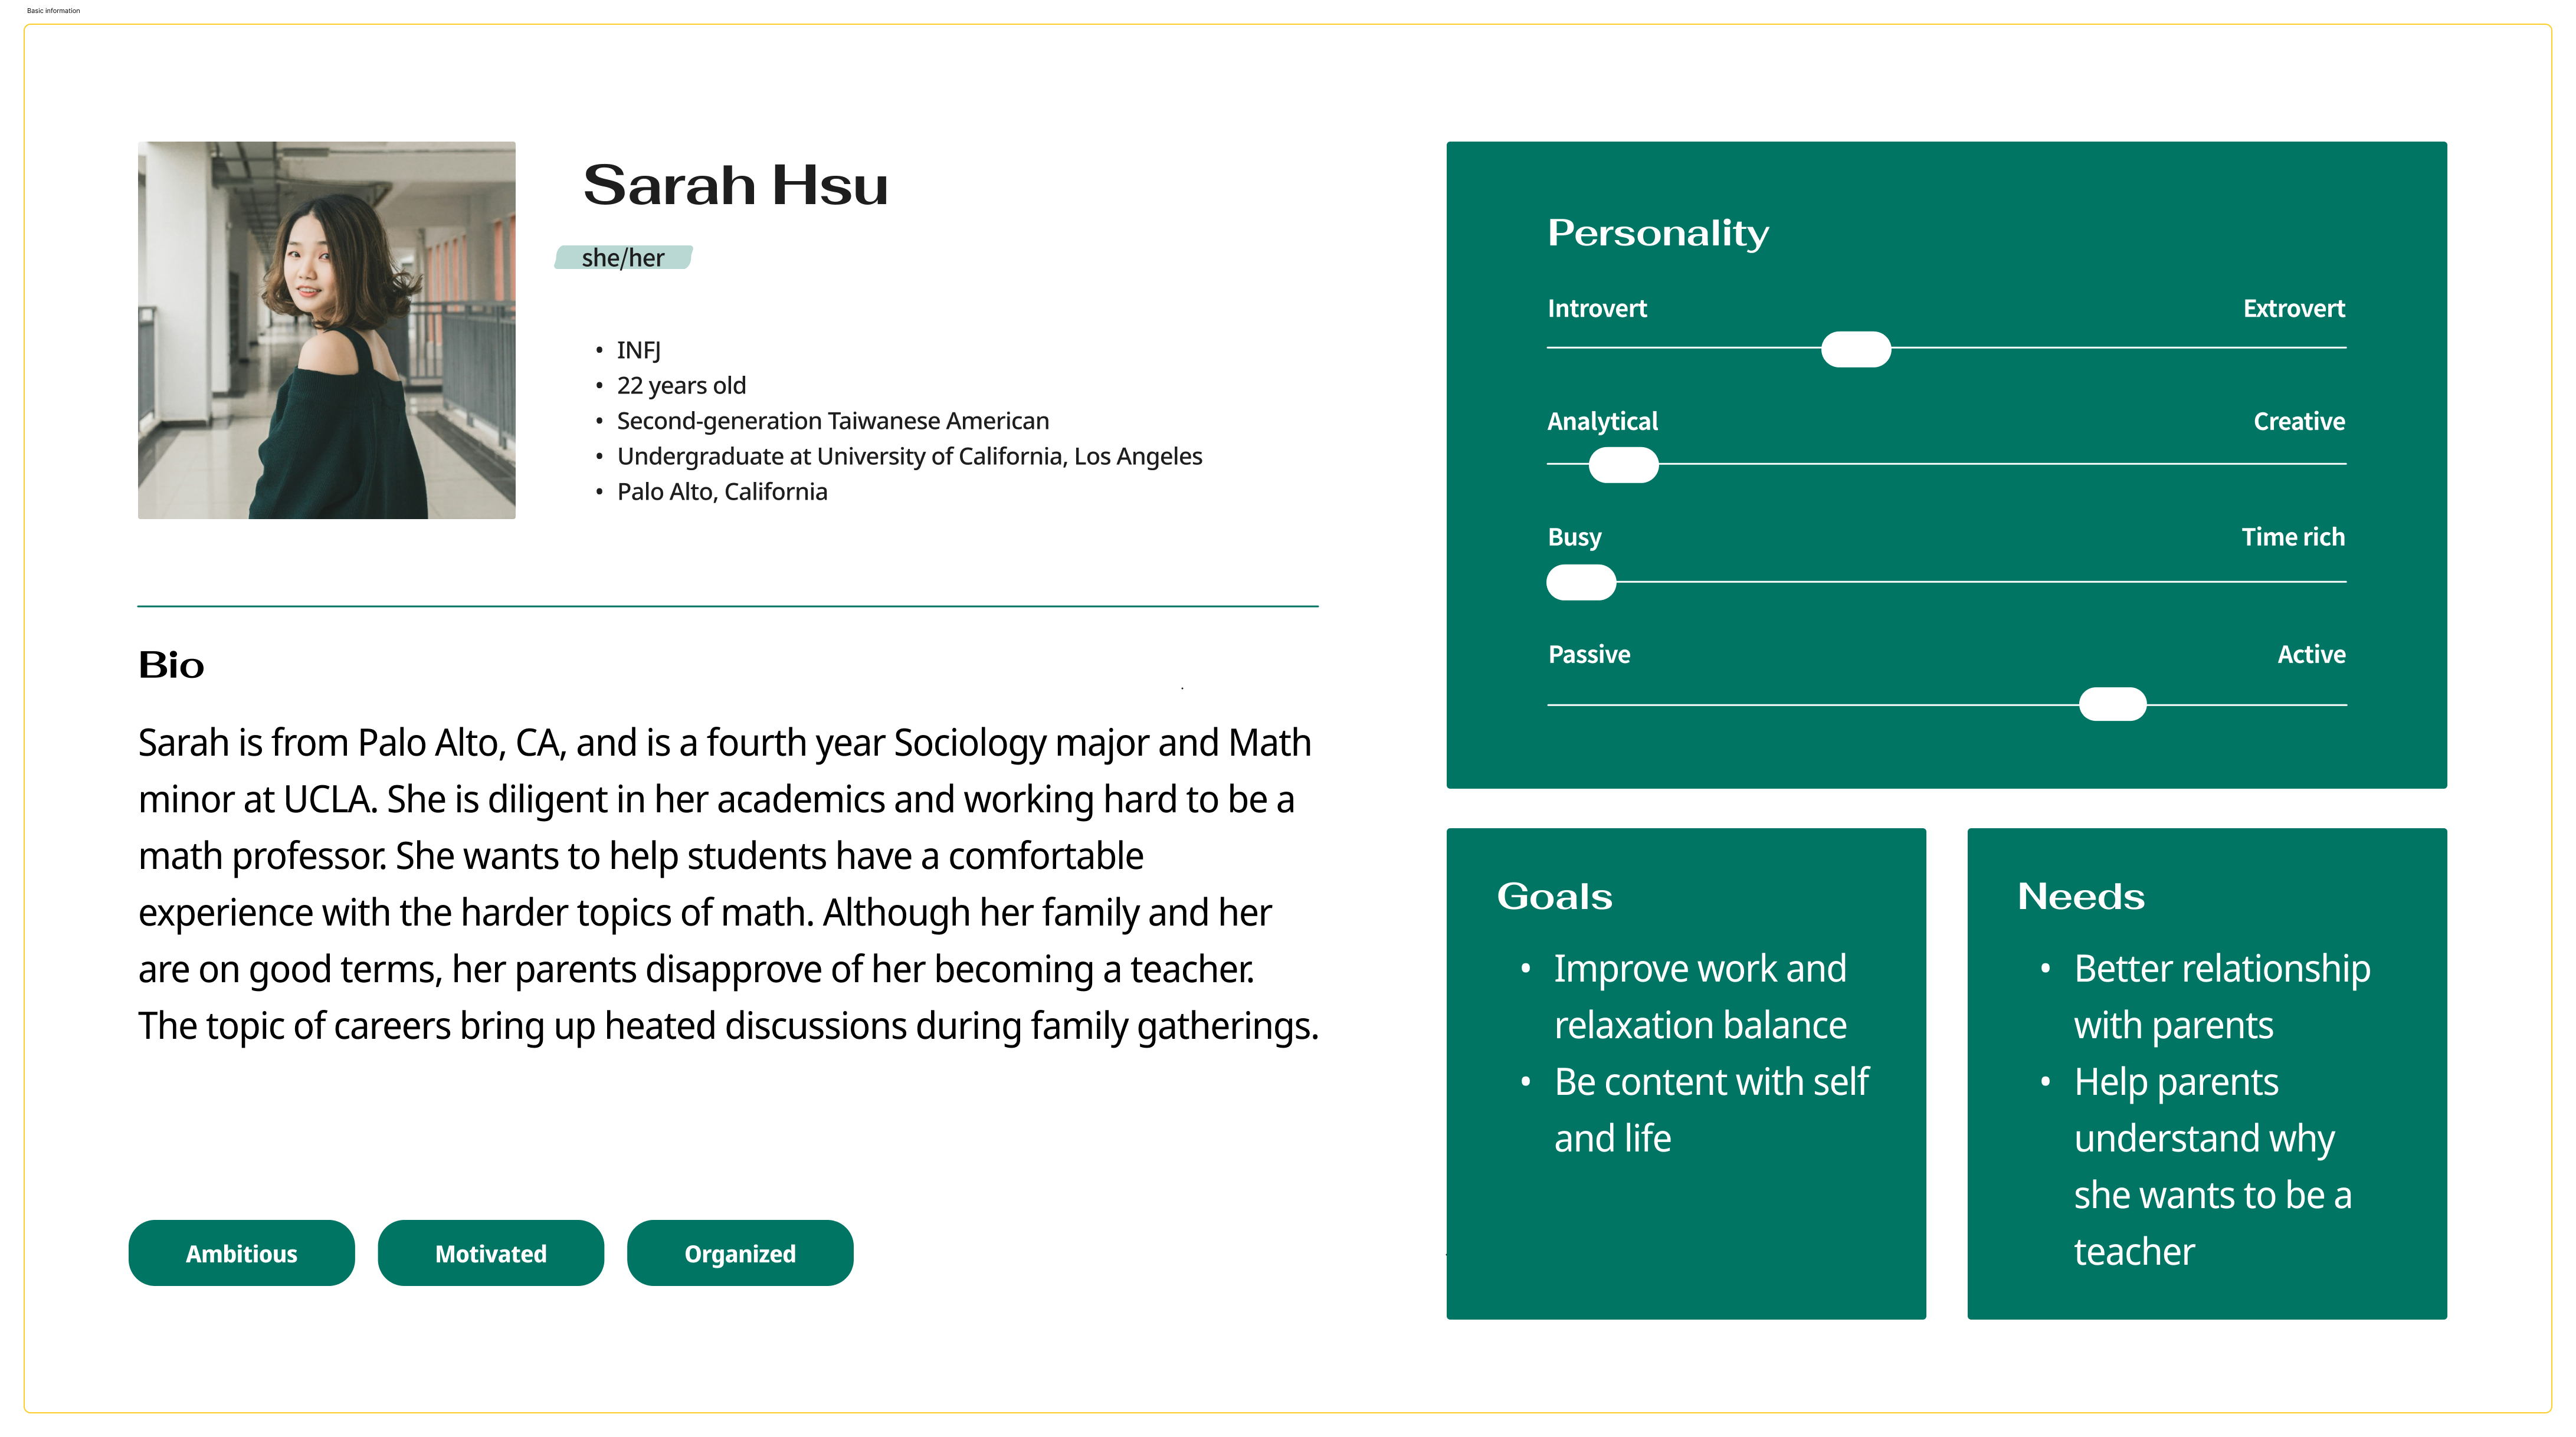 Basic information
Sarah Hsu
she/her
• INFJ
• 22 years old
• Second-generation Taiwanese American
• Undergraduate at University of California, Los Angeles
• Palo Alto, California
Bio
Sarah is from Palo Alto, CA, and is a fourth year Sociology major and Math
minor at UCLA. She is diligent in her academics and working hard to be a
math professor. She wants to help students have a comfortable
experience with the harder topics of math. Although her family and her
are on good terms, her parents disapprove of her becoming a teacher.
The topic of careers bring up heated discussions during family gatherings.
Ambitious
Motivated
Organized
Personality
Introvert
Extrovert
Analytical
Creative
Busy
Time rich
Passive
Active
Goals
• Improve work and
relaxation balance
• Be content with self
and life
Needs
• Better relationship
with parents
• Help parents
understand why
she wants to be a
teacher